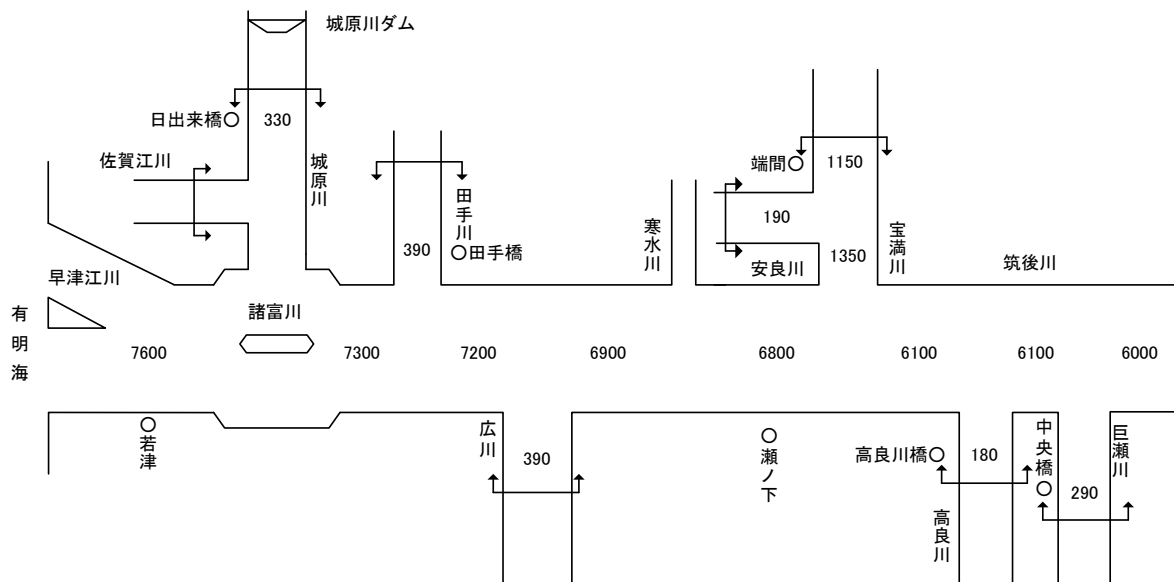 城原川ダム
日出来橋
330
佐賀江川
城原川
田手川
390
田手橋
寒水川
端間
1150
190
安良川
1350
宝満川
筑後川
早津江川
有明海
諸富川
7600
7300
7200
6900
6800
6100
6100
6000
若津
広川
390
瀬ノ下
高良川橋
180
高良川
中央橋
290
巨瀬川